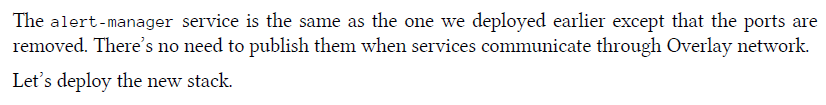 The alert-manager service is the same as the one we deployed earlier except that the ports are
removed. There’s no need to publish them when services communicate through Overlay network.
Let’s deploy the new stack.